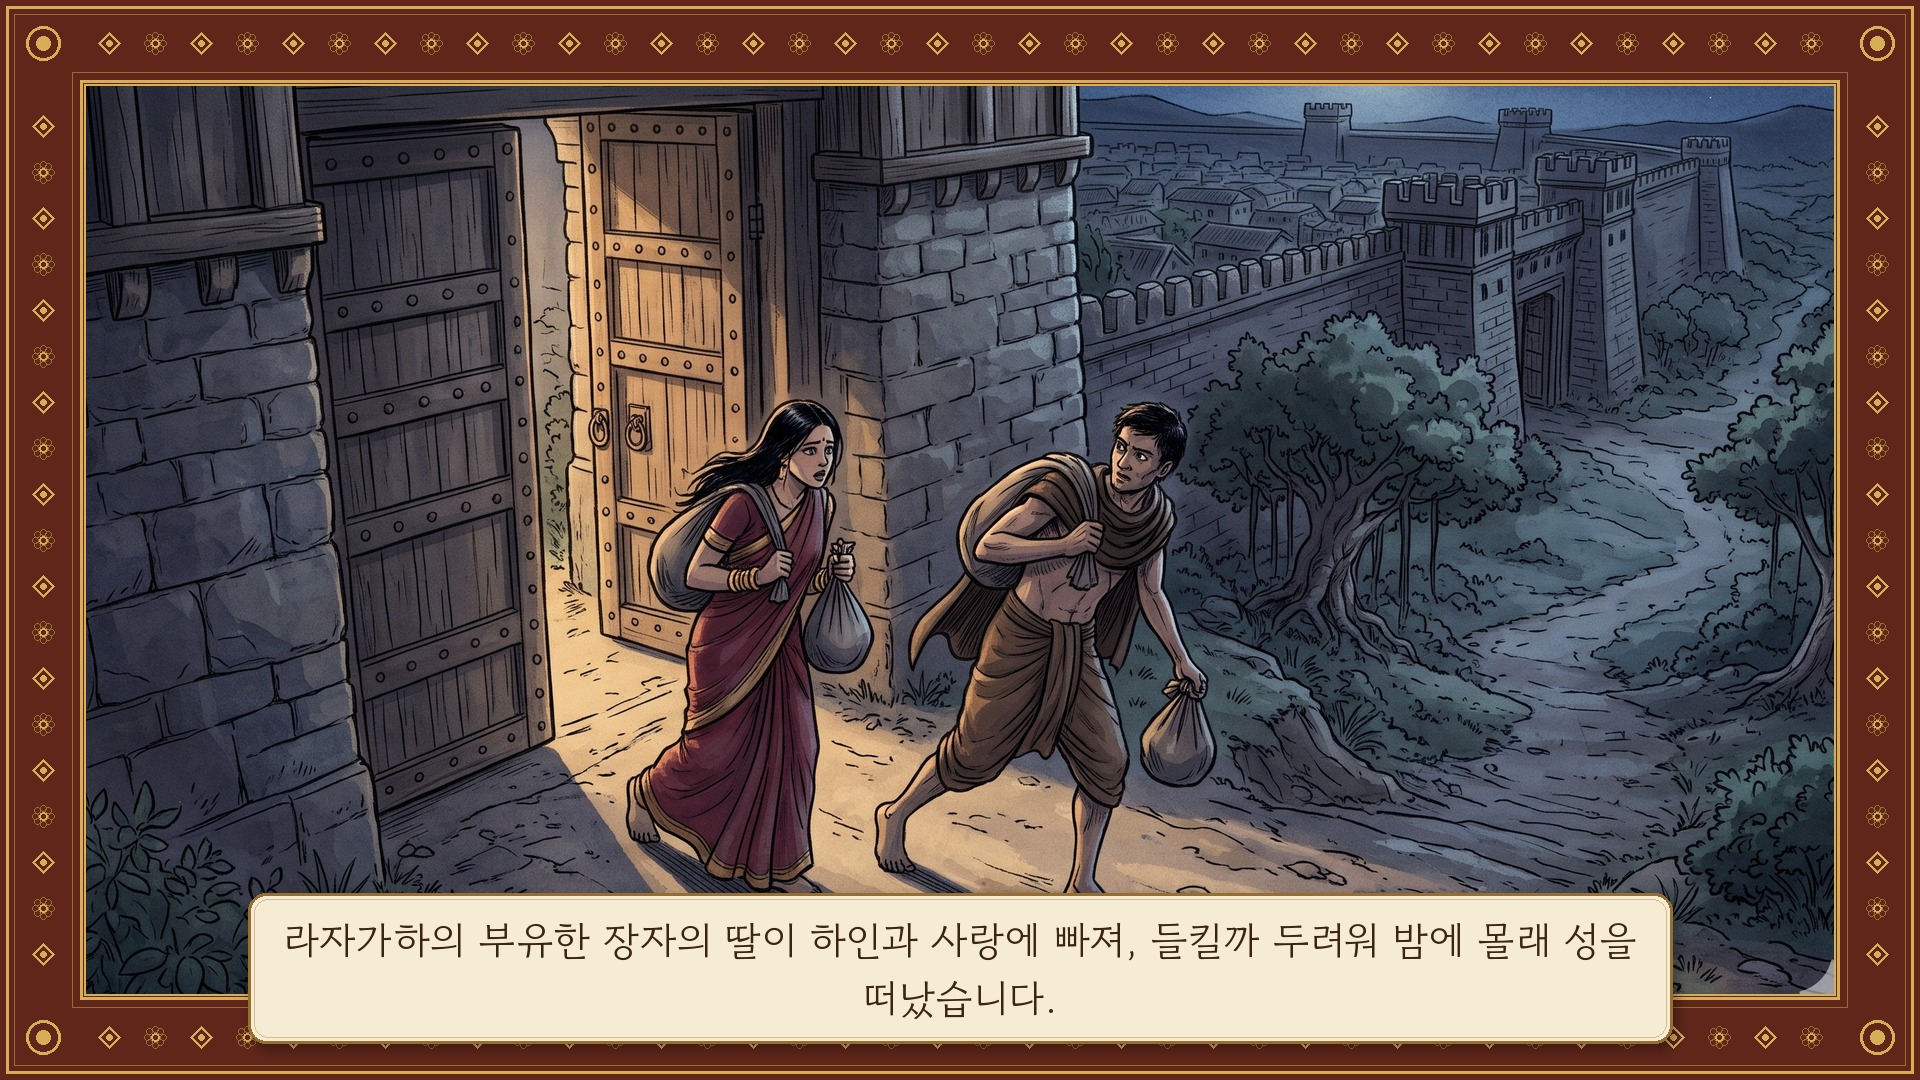 라자가하의 부유한 장자의 딸이 하인과 사랑에 빠져, 들킬까 두려워 밤에 몰래 성을
떠났습니다.